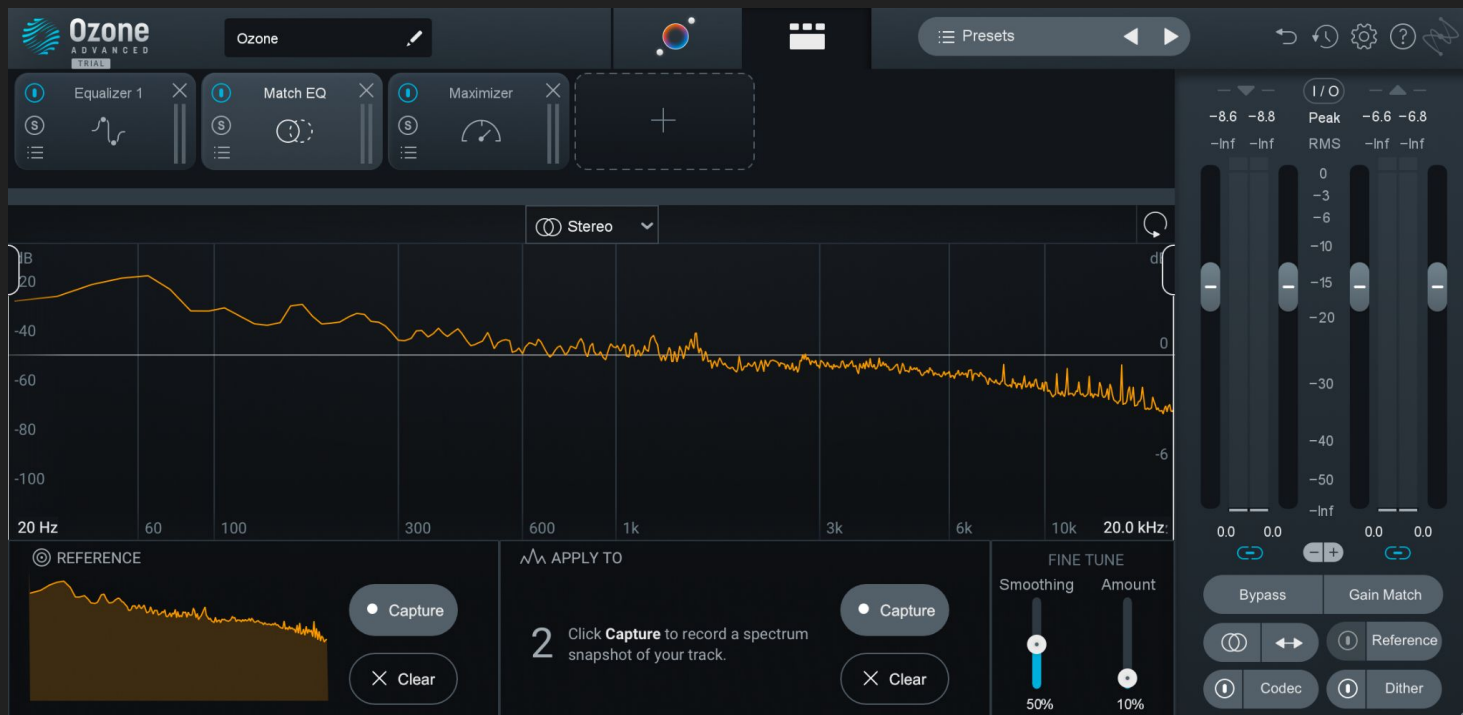 Ozone
ADVANCED
TRIAL
Ozone
Presets
Equalizer 1
Match EQ
Maximizer
S
S
S
I / O
-8.6 -8.8 Peak -6.6 -6.8
-Inf -Inf RMS -Inf -Inf
0
-3
-6
-10
-15
-20
-30
-40
-50
-Inf
0.0 0.0 0.0 0.0
Stereo
dB
-40
-60
-80
-100
0
-6
20 Hz 60 100 300 600 1k 3k 6k 10k 20.0 kHz
REFERENCE
Capture
Clear
APPLY TO
2 Click Capture to record a spectrum
snapshot of your track.
Capture
Clear
FINE TUNE
Smoothing Amount
50% 10%
Bypass Gain Match
Reference
Codec Dither